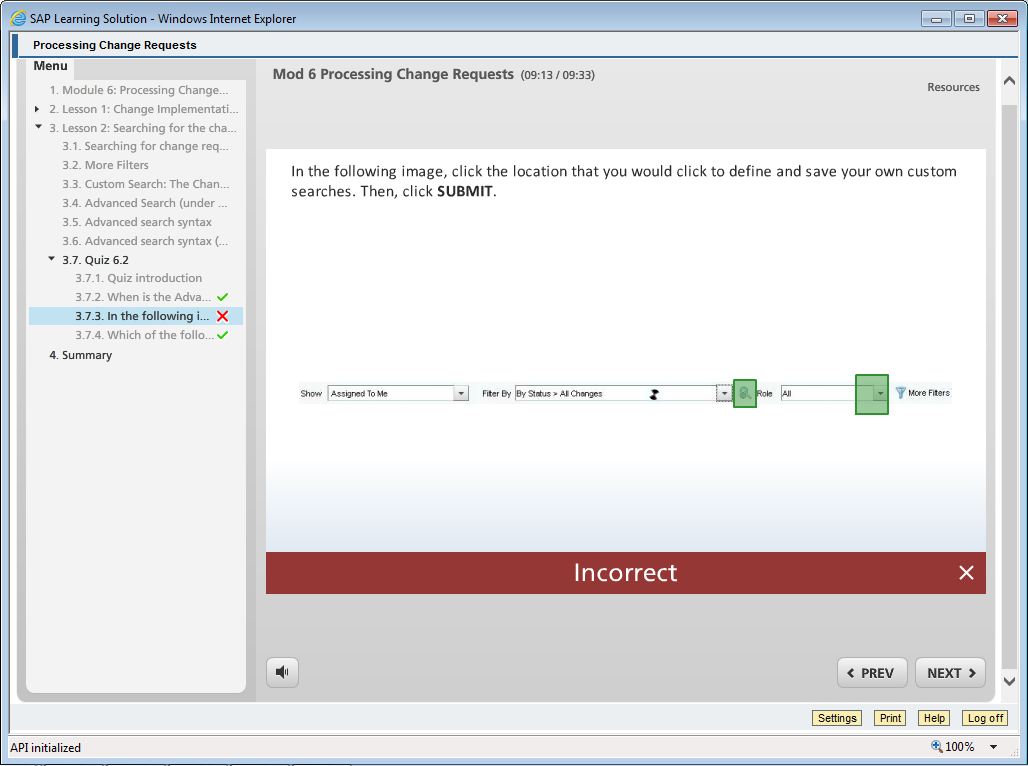 SAP Learning Solution - Windows Internet Explorer
Processing Change Requests
Menu
1. Module 6: Processing Change...
2. Lesson 1: Change Implementati...
3. Lesson 2: Searching for the cha...
3.1. Searching for change req...
3.2. More Filters
3.3. Custom Search: The Chan...
3.4. Advanced Search (under ...
3.5. Advanced search syntax
3.6. Advanced search syntax (...
3.7. Quiz 6.2
3.7.1. Quiz introduction
3.7.2. When is the Adva...
3.7.3. In the following i...
3.7.4. Which of the follo...
4. Summary
Mod 6 Processing Change Requests (09:13 / 09:33)
Resources
In the following image, click the location that you would click to define and save your own custom
searches. Then, click SUBMIT.
Show Assigned To Me Filter By By Status > All Changes Role All More Filters
Incorrect
PREV NEXT
Settings Print Help Log off
API initialized 100%